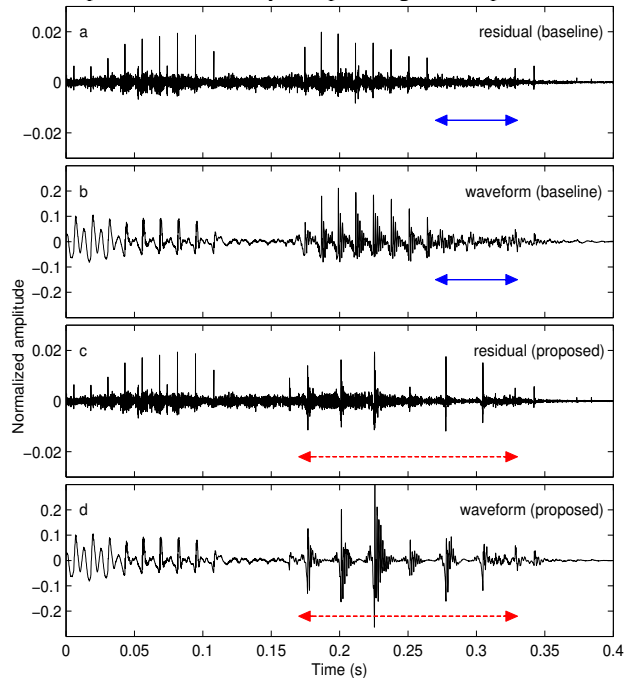 a
residual (baseline)
0.02
0
−0.02
b
waveform (baseline)
0.2
0.1
0
−0.1
−0.2
c
residual (proposed)
0.02
0
−0.02
d
waveform (proposed)
0.2
0.1
0
−0.1
−0.2
Normalized amplitude
0 0.05 0.1 0.15 0.2 0.25 0.3 0.35 0.4
Time (s)